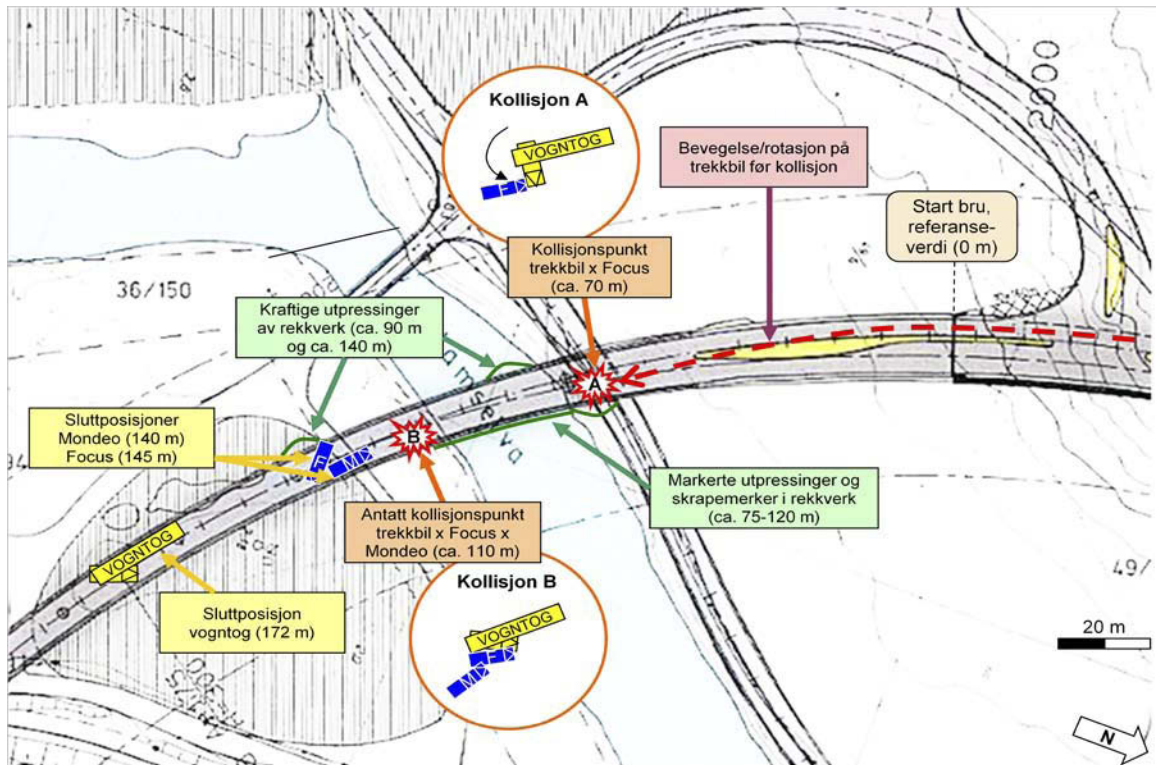 Kollisjon A
VOGNTOG
F
Bevegelse/rotasjon på
trekkbil før kollisjon
Start bru,
referanse-
verdi (0 m)
Kollisjonspunkt
trekkbil x Focus
(ca. 70 m)
36/150
Kraftige utpressinger
av rekkverk (ca. 90 m
og ca. 140 m)
A
B
Sluttposisjoner
Mondeo (140 m)
Focus (145 m)
F
M
Markerte utpressinger og
skrapemerker i rekkverk
(ca. 75-120 m)
Antatt kollisjonspunkt
trekkbil x Focus x
Mondeo (ca. 110 m)
VOGNTOG
Sluttposisjon
vogntog (172 m)
Kollisjon B
VOGNTOG
F
M
49/
20 m
N